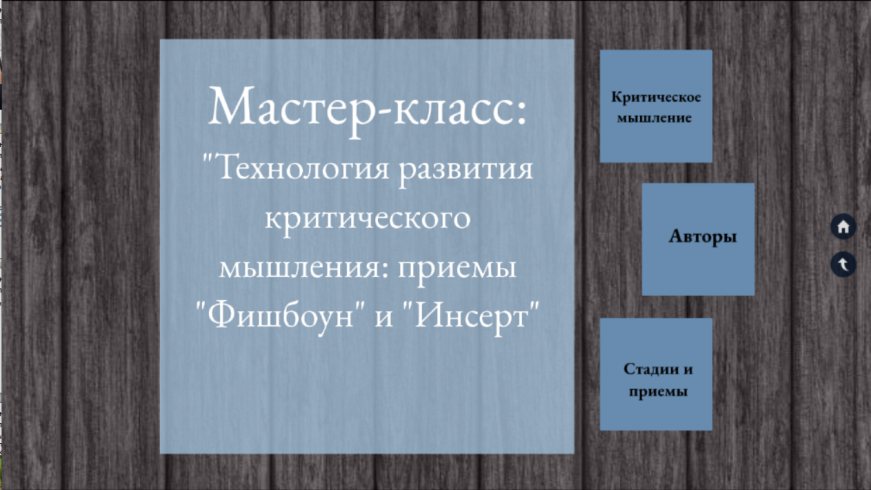 Мастер-класс:
"Технология развития
критического
мышления: приемы
"Фишбоун" и "Инсерт"
Критическое
мышление
Авторы
Стадии и
приемы